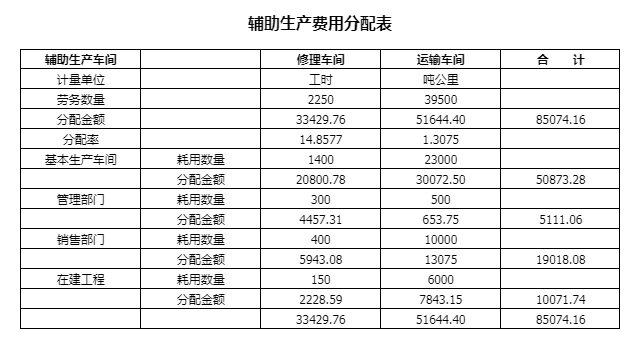 辅助生产费用分配表
辅助生产车间 修理车间 运输车间 合 计
计量单位 工时 吨公里
劳务数量 2250 39500
分配金额 33429.76 51644.40 85074.16
分配率 14.8577 1.3075
基本生产车间 耗用数量 1400 23000
分配金额 20800.78 30072.50 50873.28
管理部门 耗用数量 300 500
分配金额 4457.31 653.75 5111.06
销售部门 耗用数量 400 10000
分配金额 5943.08 13075 19018.08
在建工程 耗用数量 150 6000
分配金额 2228.59 7843.15 10071.74
33429.76 51644.40 85074.16